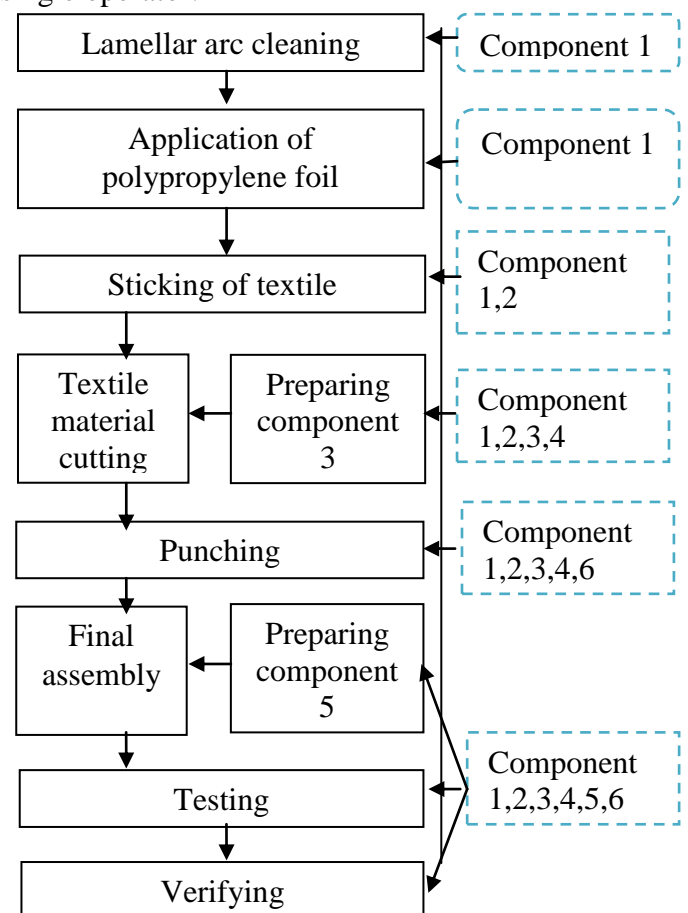 single operator.
Lamellar arc cleaning
Component 1
Application of
polypropylene foil
Component 1
Sticking of textile
Component
1,2
Textile
material
cutting
Preparing
component
3
Component
1,2,3,4
Punching
Component
1,2,3,4,6
Final
assembly
Preparing
component
5
Testing
Component
1,2,3,4,5,6
Verifying